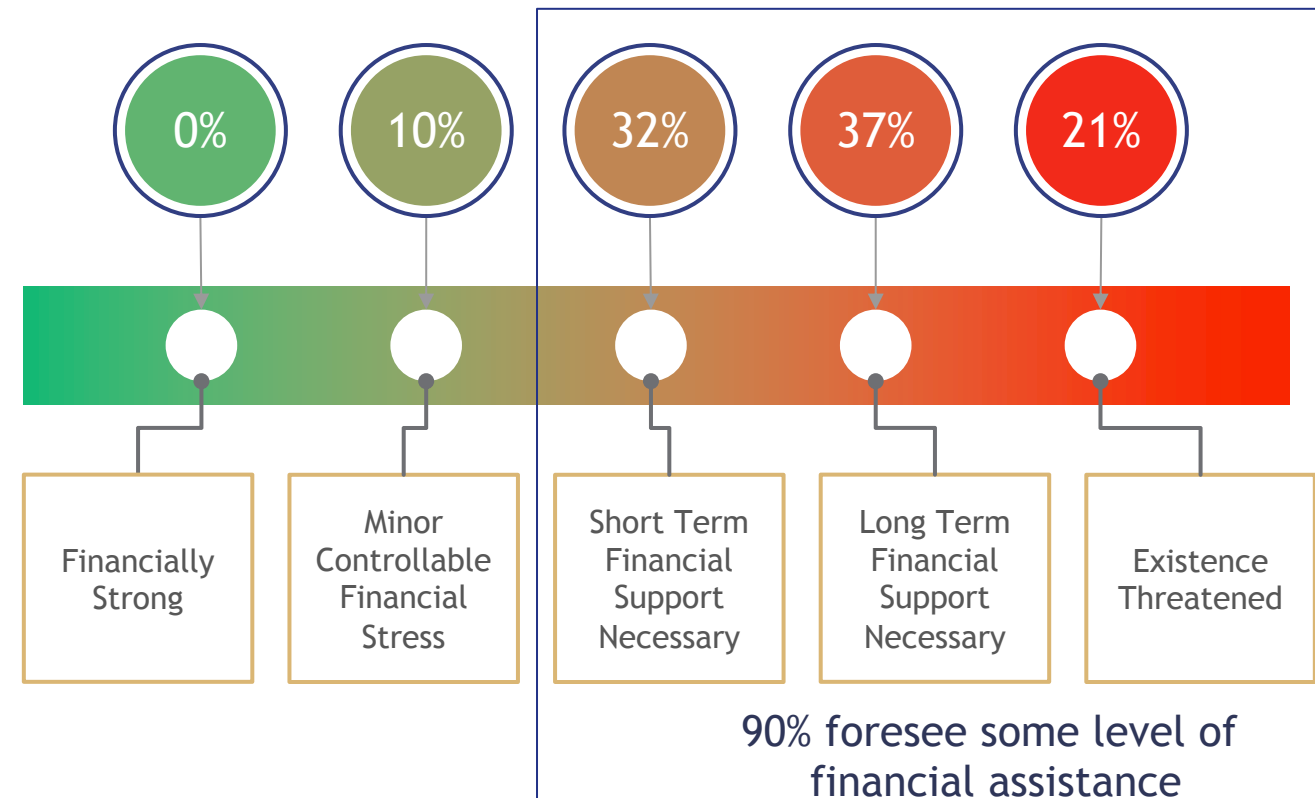 0%
10%
32%
37%
21%
Financially
Strong
Minor
Controllable
Financial
Stress
Short Term
Financial
Support
Necessary
Long Term
Financial
Support
Necessary
Existence
Threatened
90% foresee some level of
financial assistance